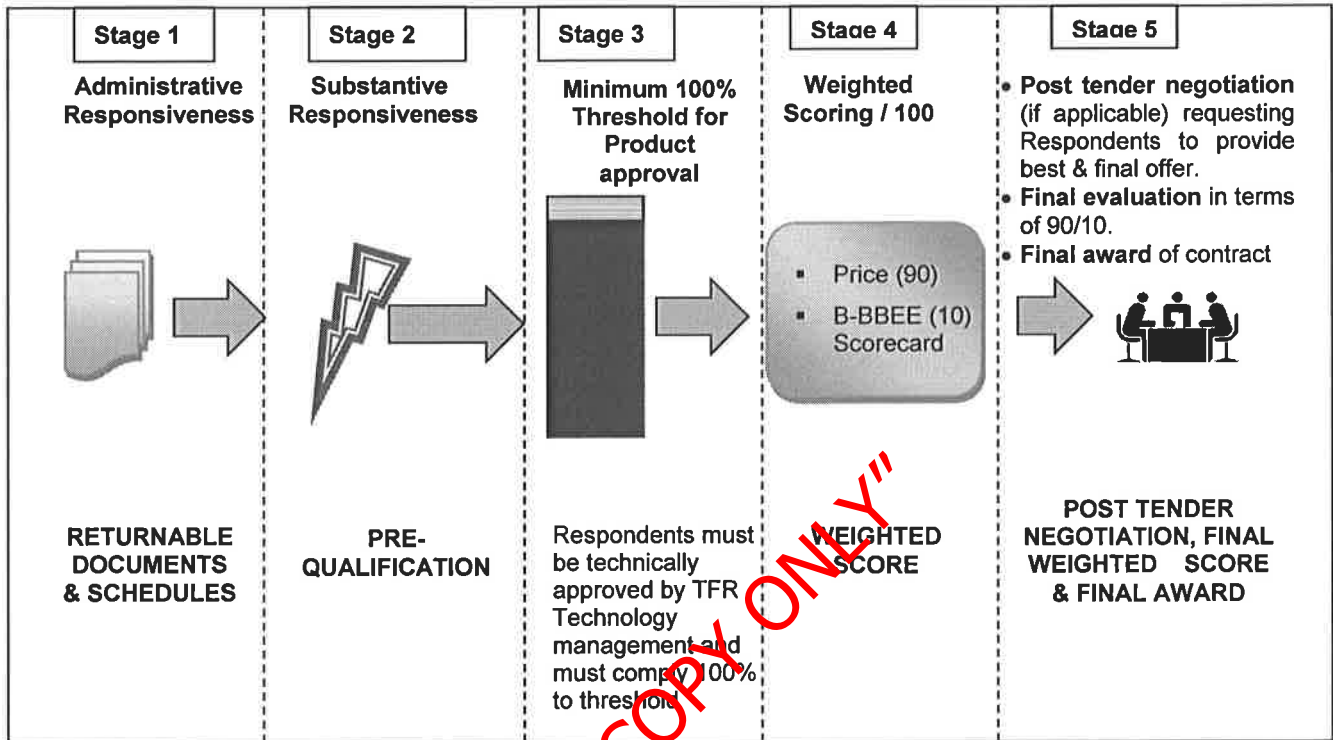 Stage 1
Administrative
Responsiveness
RETURNABLE
DOCUMENTS
& SCHEDULES
Stage 2
Substantive
Responsiveness
PRE-
QUALIFICATION
Stage 3
Minimum 100%
Threshold for
Product
approval
Respondents must
be technically
approved by TFR
Technology
management and
must comply 100%
to threshold
Stage 4
Weighted
Scoring / 100
▪ Price (90)
▪ B-BBEE (10)
Scorecard
WEIGHTED
SCORE
Stage 5
• Post tender negotiation
(if applicable) requesting
Respondents to provide
best & final offer.
• Final evaluation in terms
of 90/10.
• Final award of contract
POST TENDER
NEGOTIATION, FINAL
WEIGHTED SCORE
& FINAL AWARD
COPY ONLY"